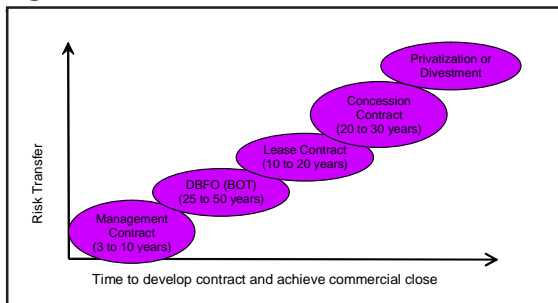 Privatization or
Divestment
Concession
Contract
(20 to 30 years)
Lease Contract
(10 to 20 years)
DBFO (BOT)
(25 to 50 years)
Management
Contract
(3 to 10 years)
Risk Transfer
Time to develop contract and achieve commercial close